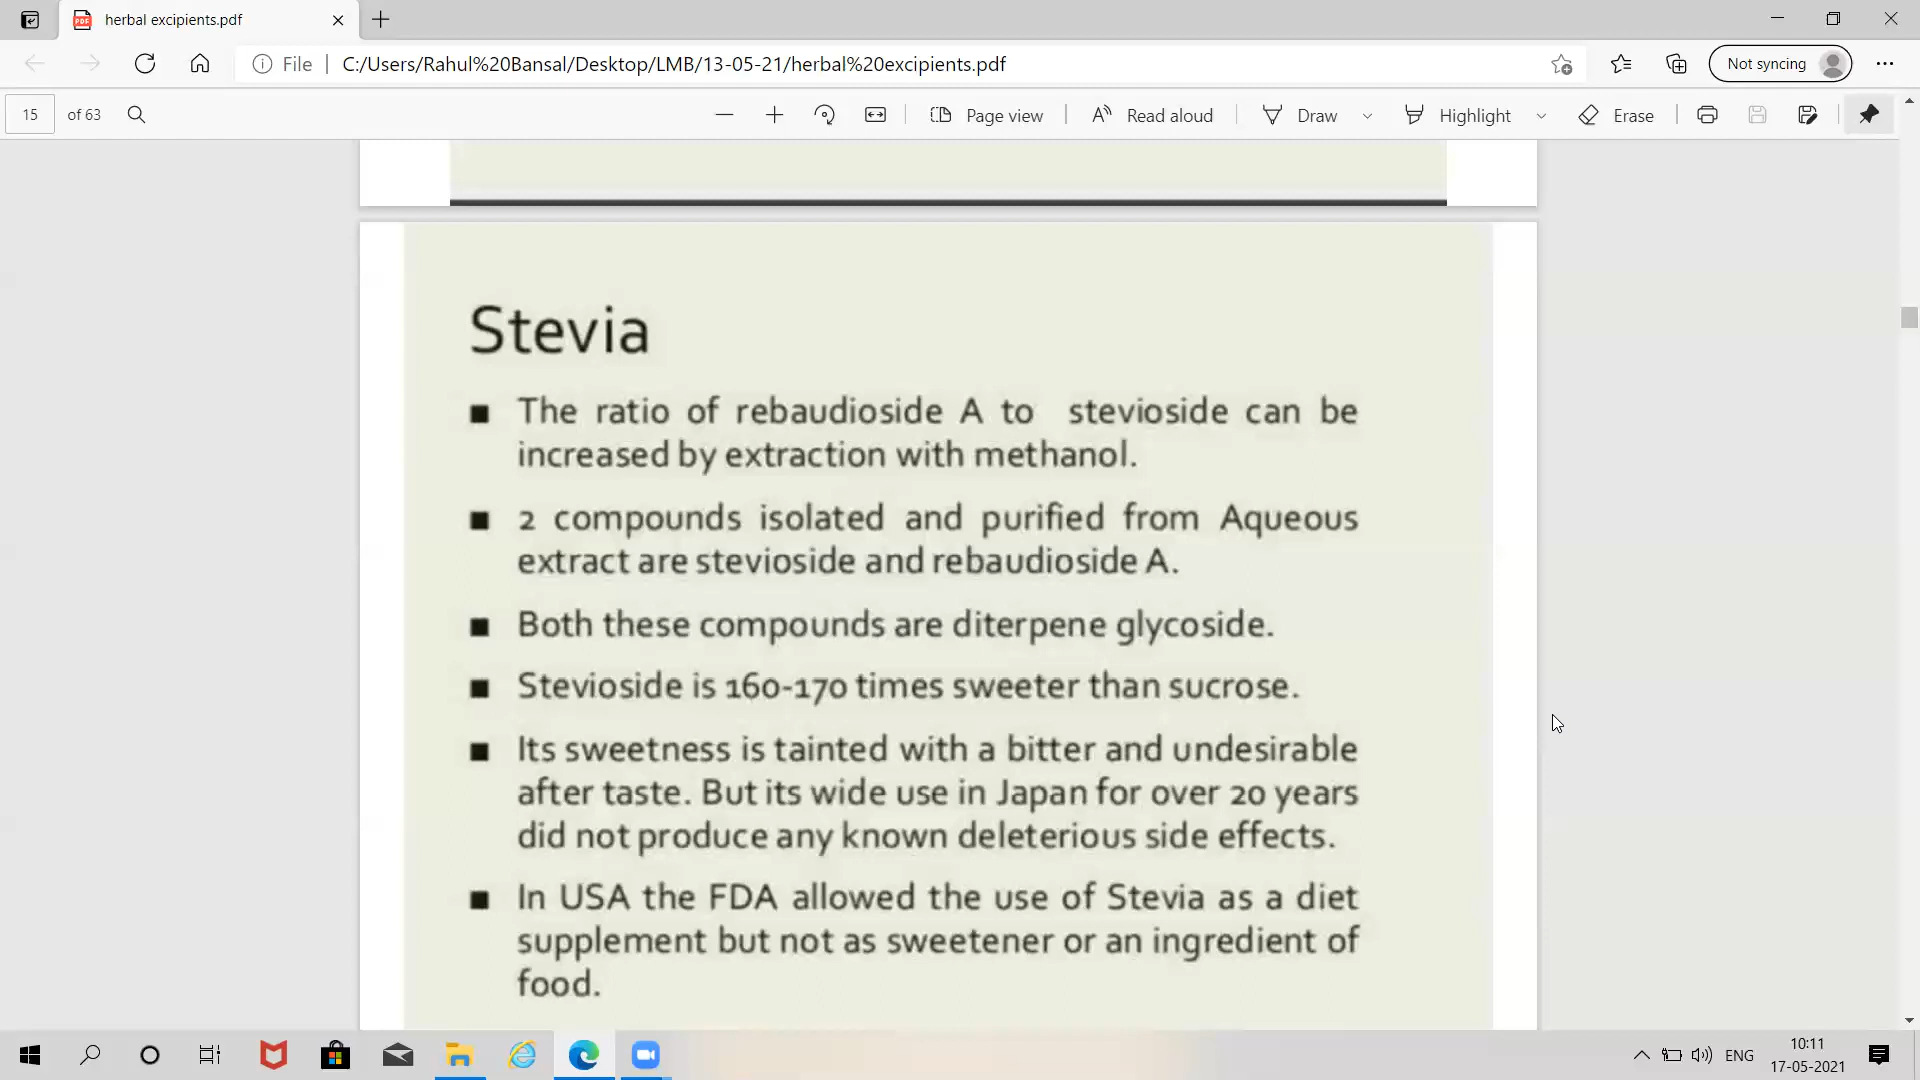 herbal excipients.pdf
File
C:/Users/Rahul%20Bansal/Desktop/LMB/13-05-21/herbal%20excipients.pdf
Not syncing
15 of 63
Page view
Read aloud
Draw
Highlight
Erase
Stevia
■ The ratio of rebaudioside A to stevioside can be
increased by extraction with methanol.
■ 2 compounds isolated and purified from Aqueous
extract are stevioside and rebaudioside A.
■ Both these compounds are diterpene glycoside.
■ Stevioside is 160-170 times sweeter than sucrose.
■ Its sweetness is tainted with a bitter and undesirable
after taste. But its wide use in Japan for over 20 years
did not produce any known deleterious side effects.
■ In USA the FDA allowed the use of Stevia as a diet
supplement but not as sweetener or an ingredient of
food.
ENG
10:11
17-05-2021